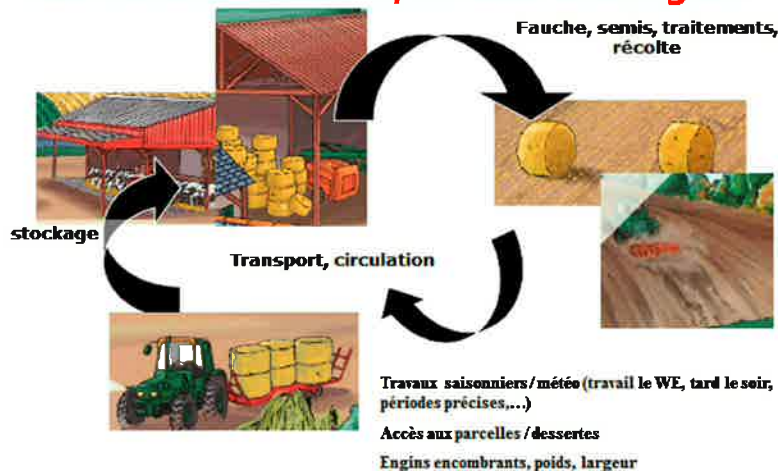 Fauche, semis, traitements,
récolte
stockage
Transport, circulation
Travaux saisonniers/météo (travail le WE, tard le soir,
périodes précises,...)
Accès aux parcelles / dessertes
Engins encombrants, poids, largeur